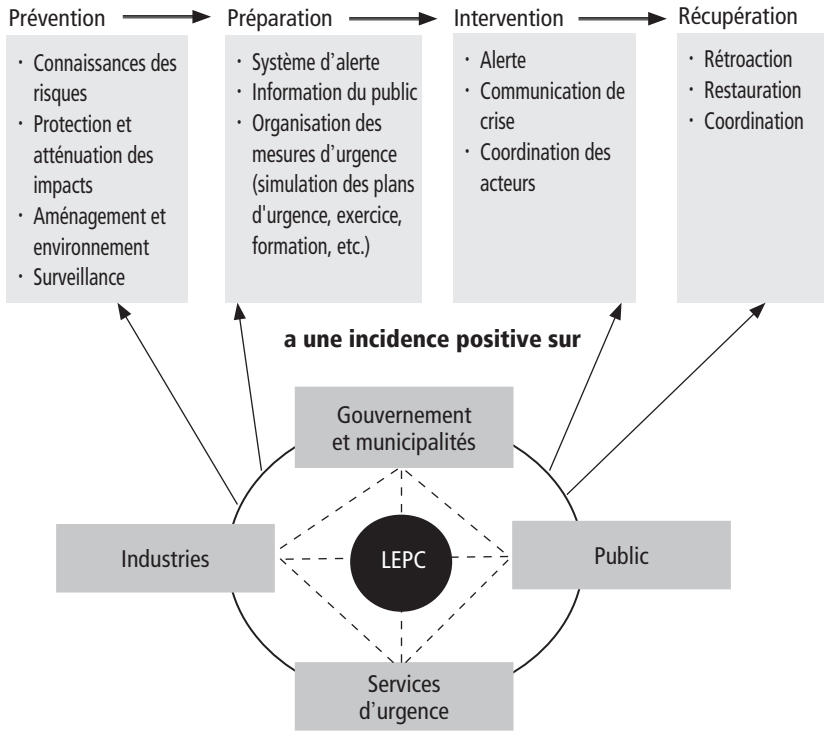 Prévention
Préparation
Intervention
Récupération
· Connaissances des
risques
· Protection et
atténuation des
impacts
· Aménagement et
environnement
· Surveillance
· Système d'alerte
· Information du public
· Organisation des
mesures d'urgence
(simulation des plans
d'urgence, exercice,
formation, etc.)
· Alerte
· Communication de
crise
· Coordination des
acteurs
· Rétroaction
· Restauration
· Coordination
a une incidence positive sur
Gouvernement
et municipalités
Industries
LEPC
Public
Services
d'urgence